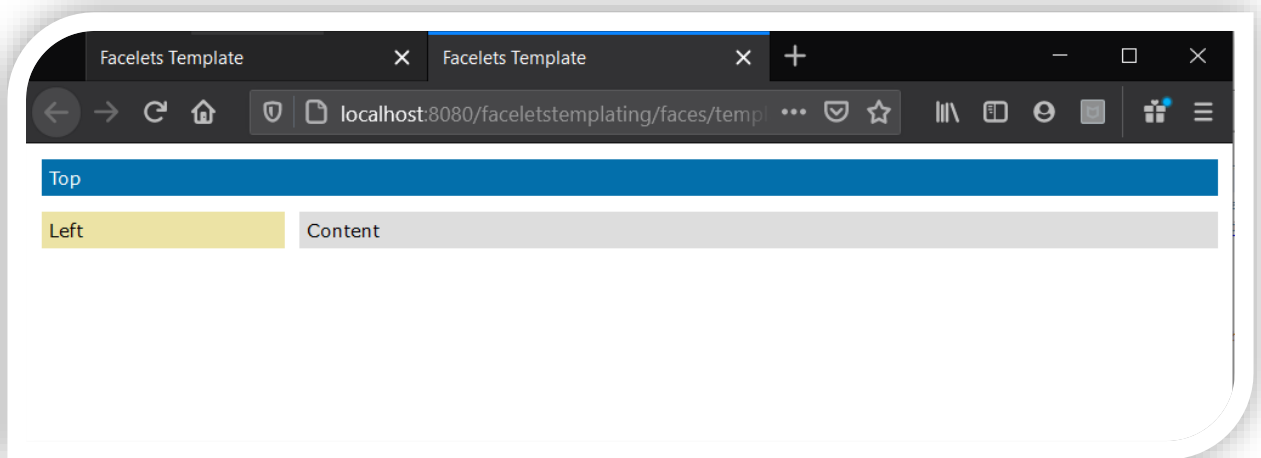 Facelets Template Facelets Template
localhost:8080/faceletstemplating/faces/templ
Top
Left Content